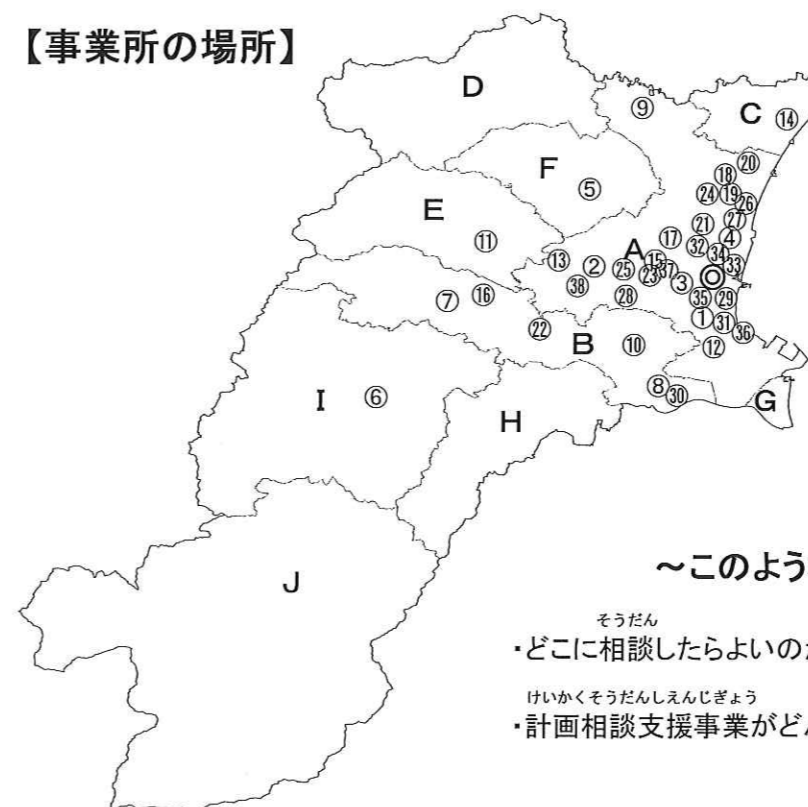 【事業所の場所】
D
⑨
C
⑭
⑳
⑱
F
⑤
㉔
⑲
㉖
E
㉑
㉗
⑪
⑰
④
A
㉜
㉞
⑬
②
㉕
⑮
㉓
㊲
③
◎
㉝
㊳
㉘
㉟
㉙
⑦
⑯
①
㉛
㊱
㉒
B
⑩
⑫
I
⑥
H
⑧
㉚
G
J
～このよう
そうだん
・どこに相談したらよいの
けいかくそうだんしえんじぎょう
・計画相談支援事業がど